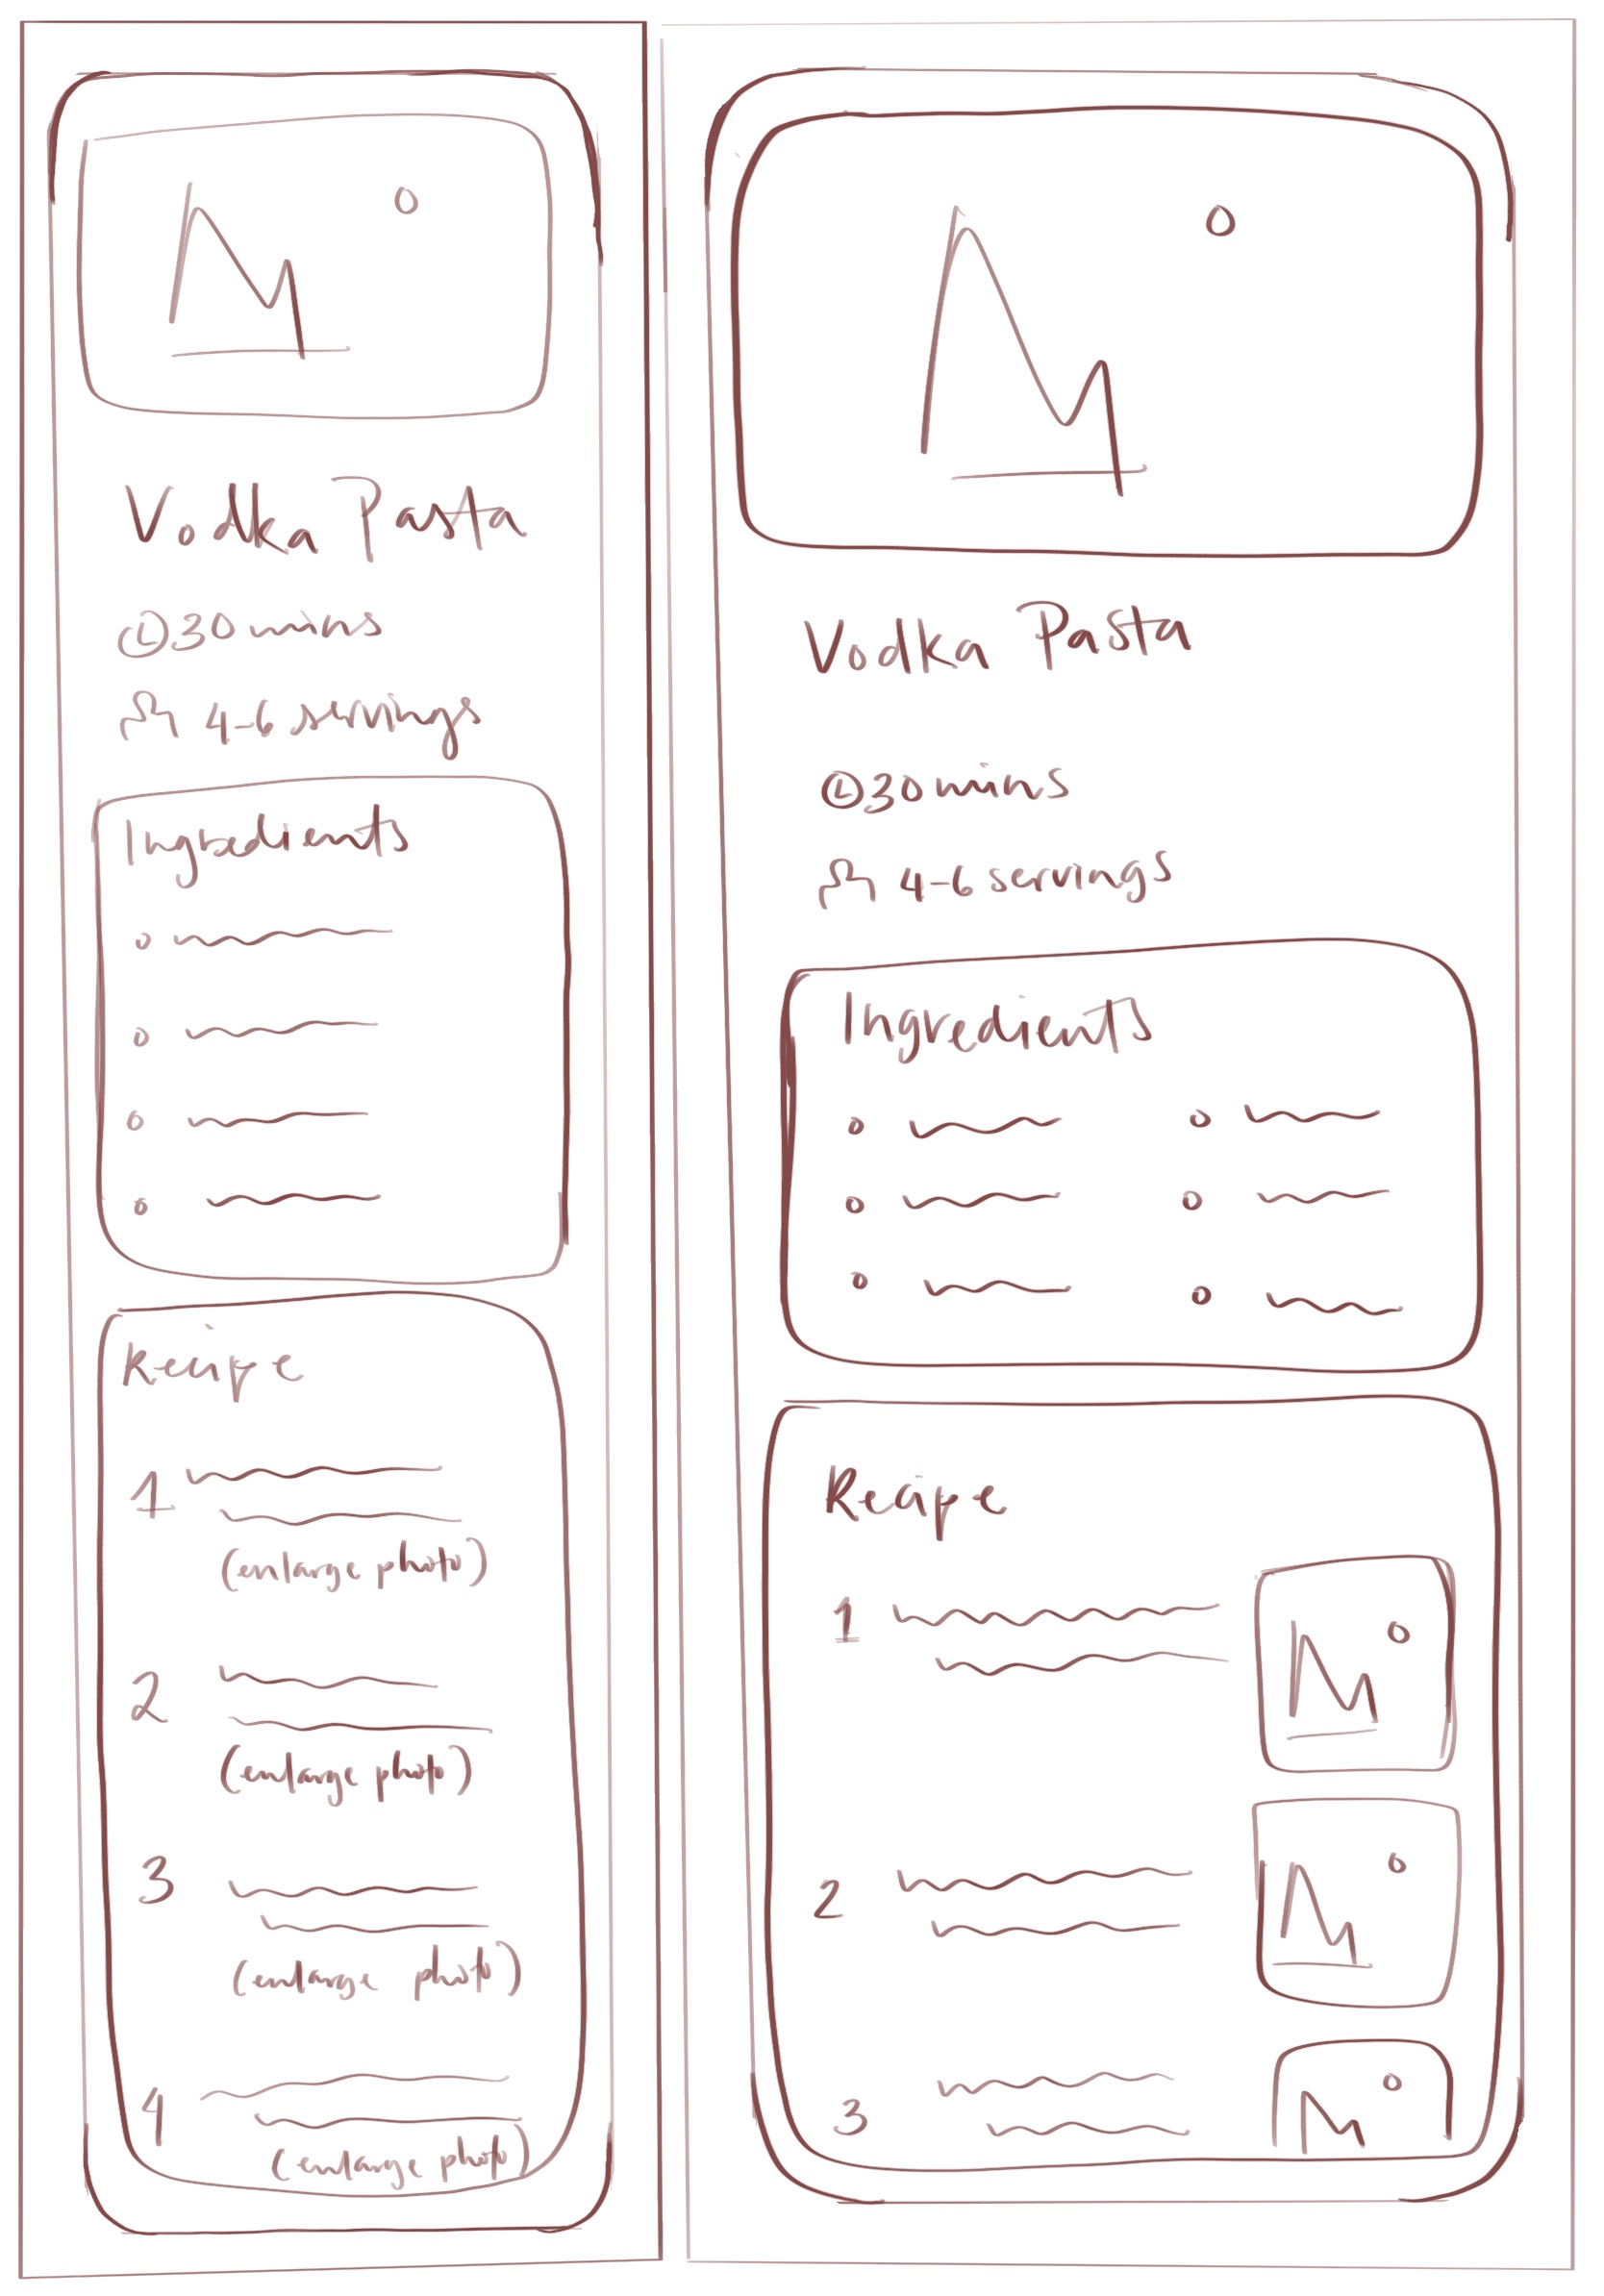 Vodka Pasta
30 mins
4-6 servings
Ingredients
Recipe
1
(enlarge photo)
2
(enlarge photo)
3
(enlarge photo)
4
(enlarge photo)
Vodka Pasta
30 mins
4-6 servings
Ingredients
Recipe
1
2
3